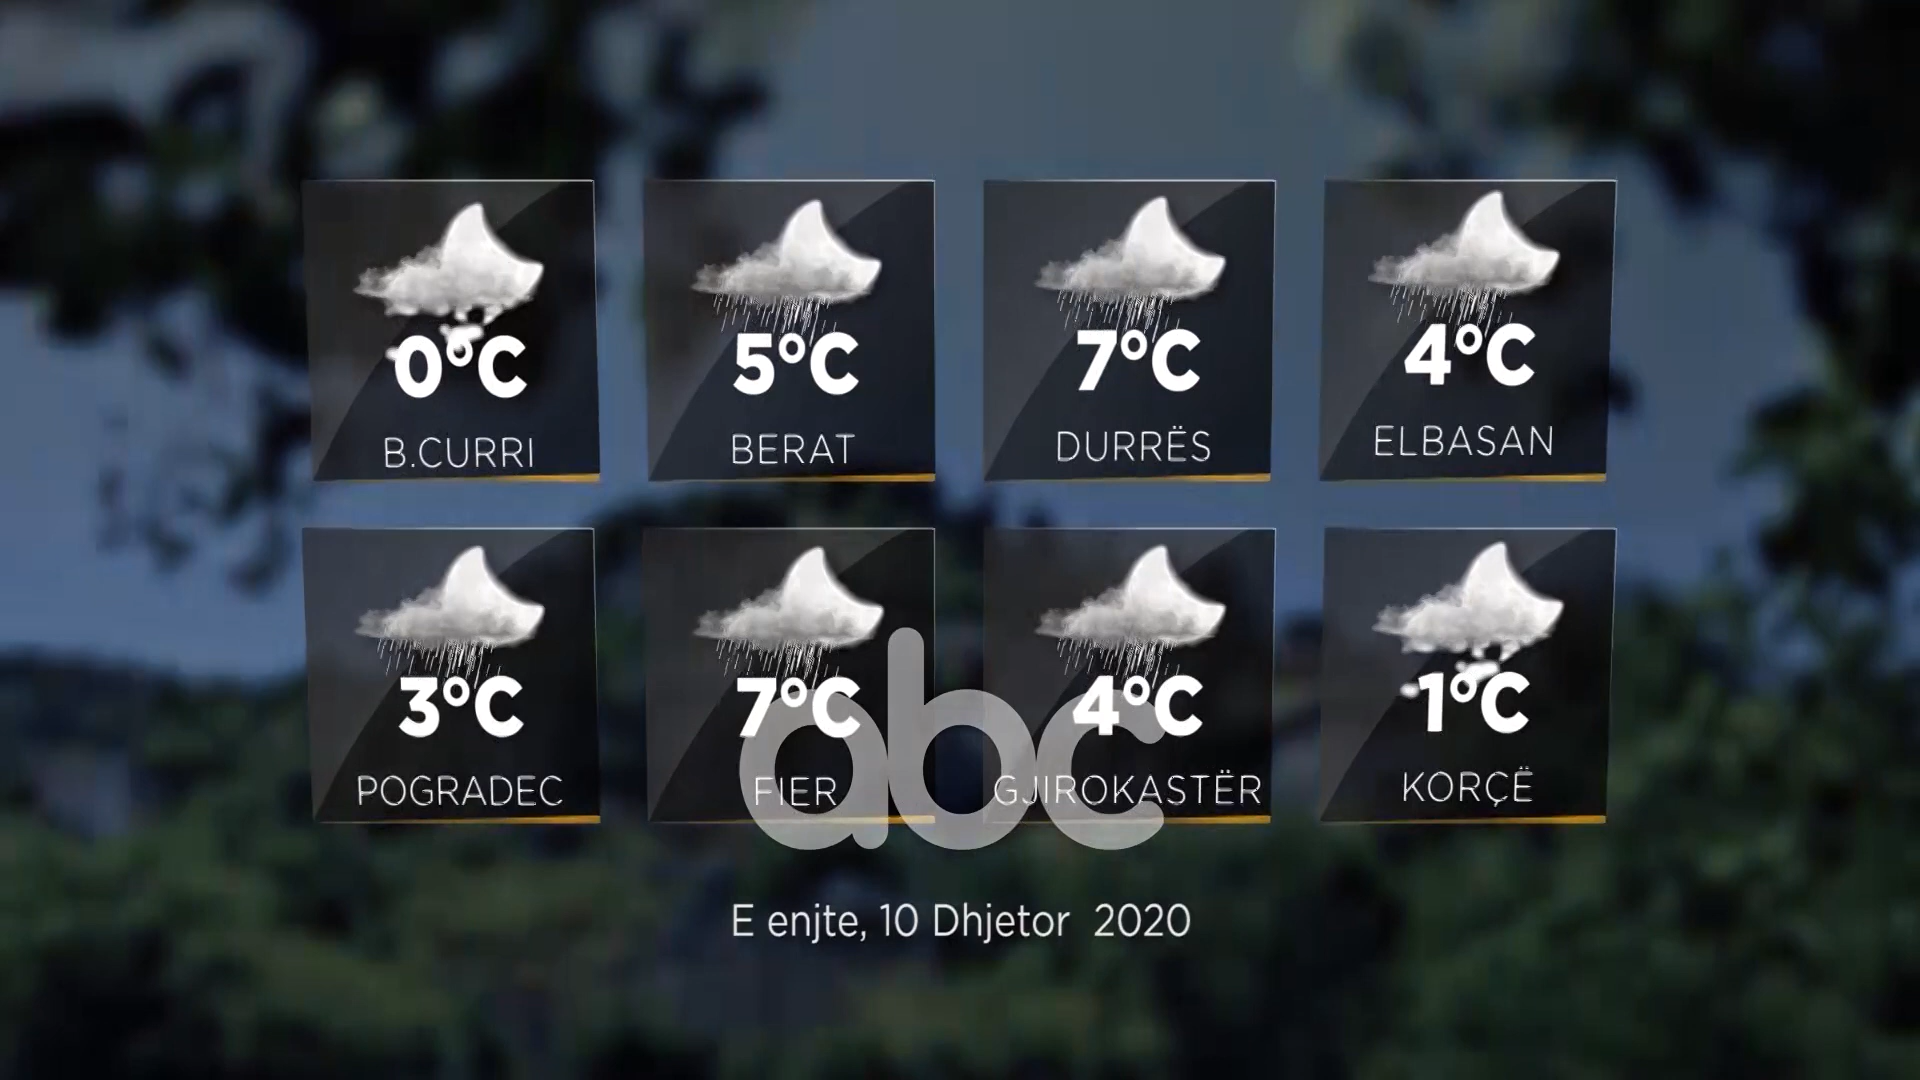 0°C
B.CURRI
5°C
BERAT
7°C
DURRËS
4°C
ELBASAN
3°C
POGRADEC
7°C
FIER
4°C
GJIROKASTËR
1°C
KORÇË
abc
E enjte, 10 Dhjetor 2020